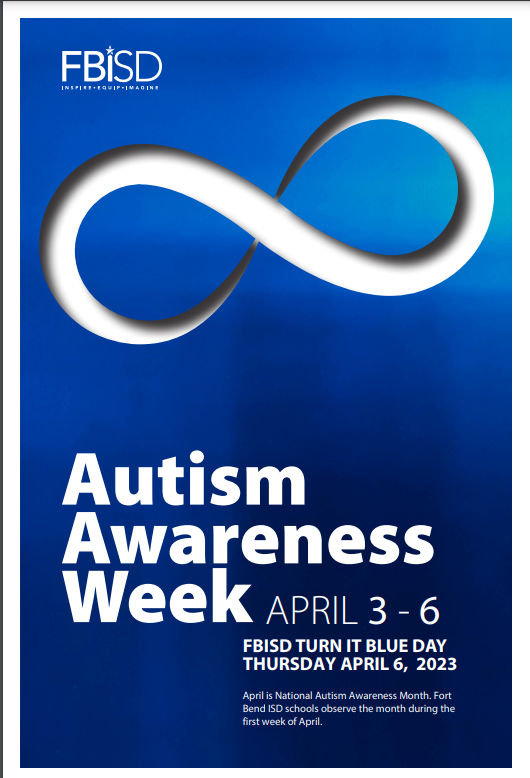 FBiSD
INSPIRE•EQUIP•IMAGINE
Autism
Awareness
Week APRIL 3 - 6
FBISD TURN IT BLUE DAY
THURSDAY APRIL 6, 2023
April is National Autism Awareness Month. Fort
Bend ISD schools observe the month during the
first week of April.